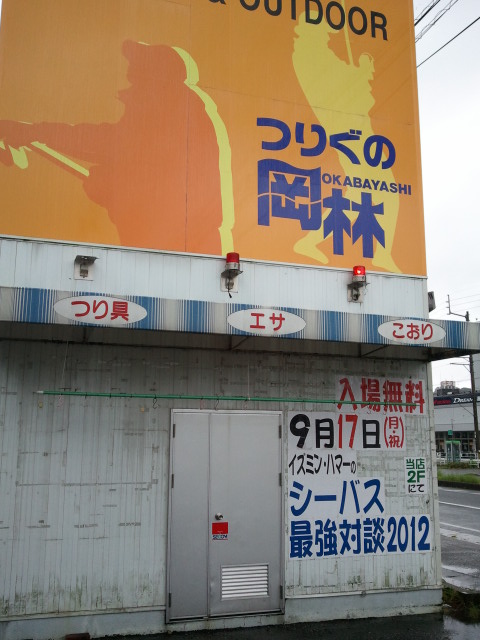 & OUTDOOR
つりぐの
岡林
OKABAYASHI
つり具
エサ
こおり
入場無料
9月17日(月・祝)
イズミン・ハマーの
当店
2F
にて
シーバス
最強対談2012